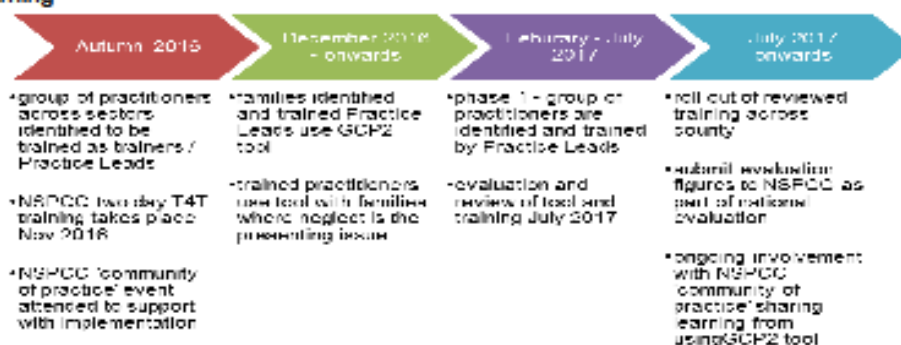 Autumn 2016
December 2016
- onwards
Feburary - July
2017
July 2017
onwards
•group of practitioners
across sectors
identified to be
trained as trainers /
Practice Leads
•NSPCC two day T4T
training takes place
Nov 2016
•NSPCC 'community
of practice' event
attended to support
with implementation
•families identified
and trained Practice
Leads use GCP2
tool
•trained practitioners
use tool with families
where neglect is the
presenting issue
•phase 1 - group of
practitioners are
identified and trained
by Practice Leads
•evaluation and
review of tool and
training July 2017
•roll out of reviewed
training across
county
•submit evaluation
figures to NSPCC as
part of national
evaluation
•ongoing involvement
with NSPCC
'community of
practice' sharing
learning from
usingGCP2 tool